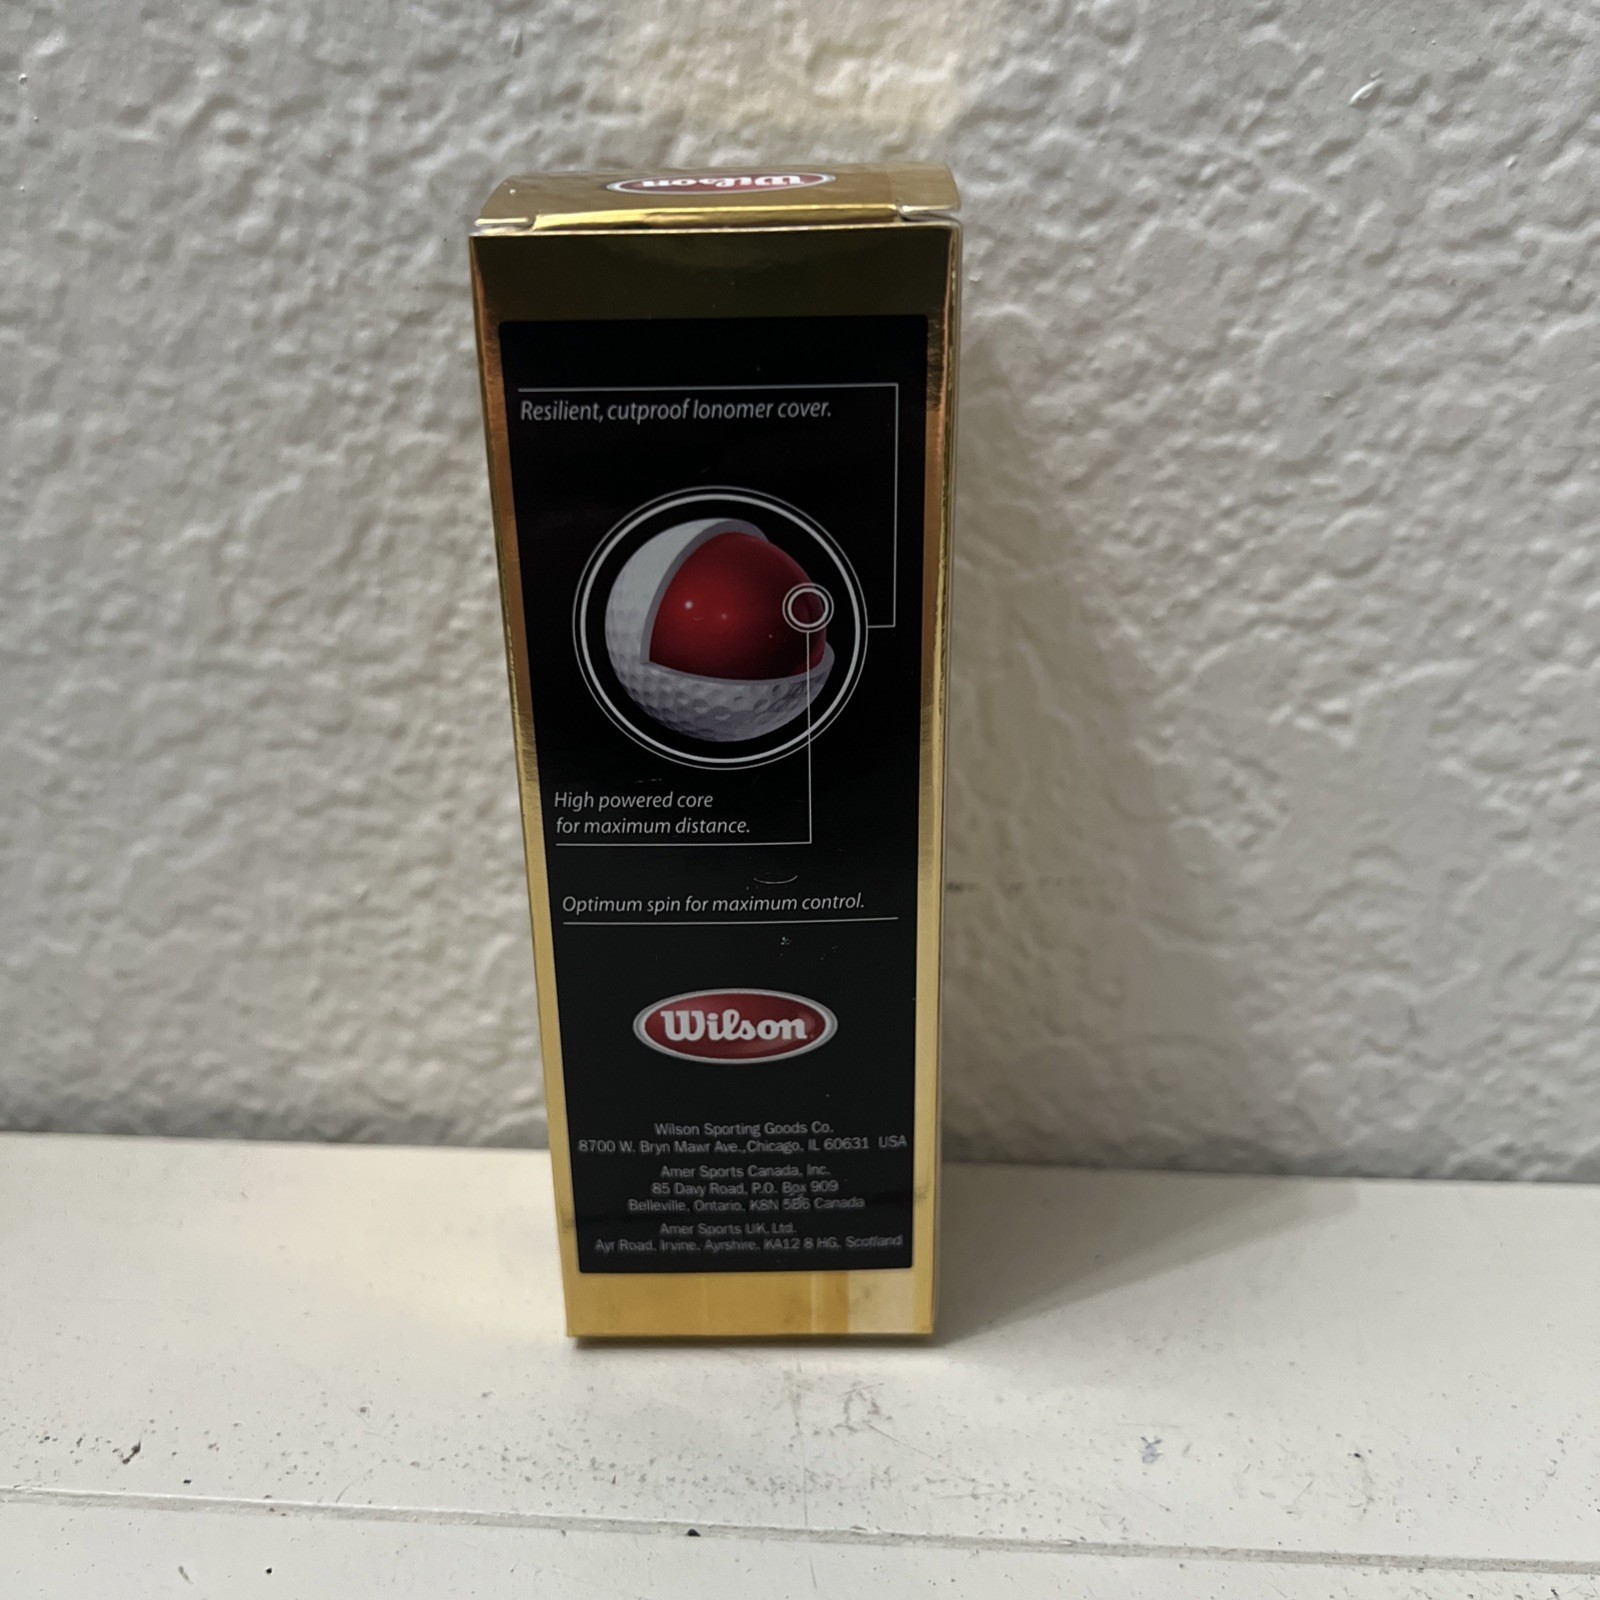 Wilson
Resilient, cutproof Ionomer cover.
High powered core
for maximum distance.
Optimum spin for maximum control.
Wilson
Wilson Sporting Goods Co.
8700 W. Bryn Mawr Ave., Chicago, IL 60631 USA
Amer Sports Canada, Inc.
85 Davy Road, P.O. Box 909
Belleville, Ontario, K8N 5B6 Canada
Amer Sports UK, Ltd.
Ayr Road, Irvine, Ayrshire, KA12 8 HG, Scotland